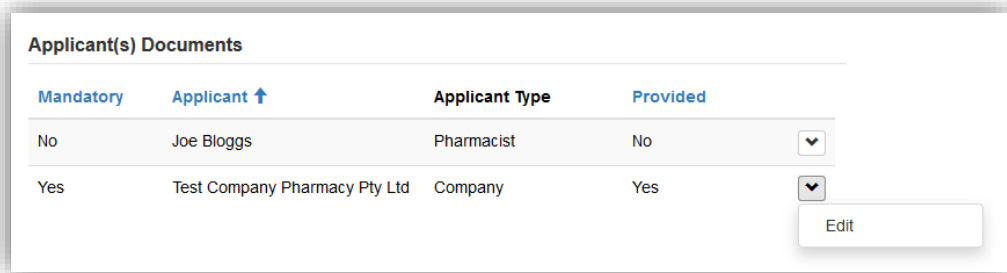 Applicant(s) Documents
Mandatory Applicant Applicant Type Provided
No Joe Bloggs Pharmacist No
Yes Test Company Pharmacy Pty Ltd Company Yes
Edit